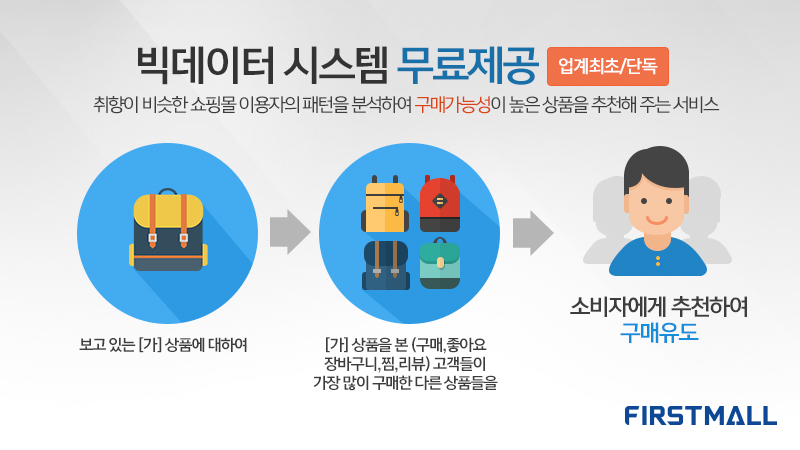 빅데이터 시스템 무료제공 업계최초/단독
취향이 비슷한 쇼핑몰 이용자의 패턴을 분석하여 구매가능성이 높은 상품을 추천해 주는 서비스
보고 있는 [가] 상품에 대하여
[가] 상품을 본 (구매,좋아요
장바구니,찜,리뷰) 고객들이
가장 많이 구매한 다른 상품들을
소비자에게 추천하여
구매유도
FIRSTMALL